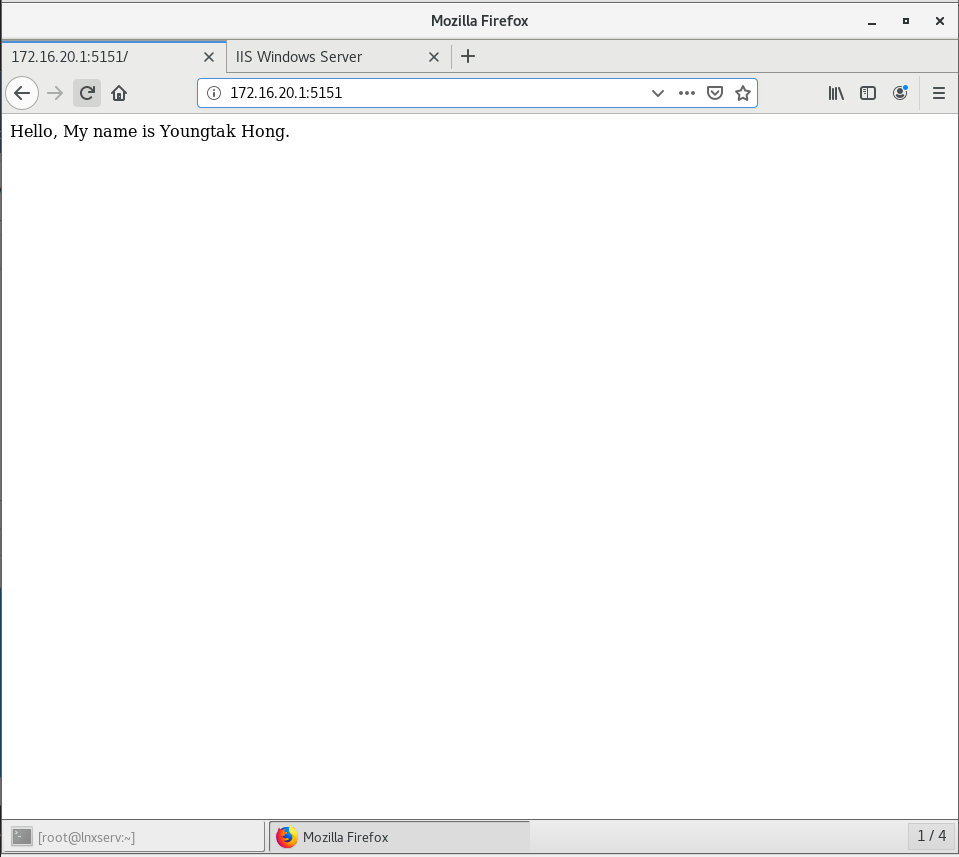 Mozilla Firefox
172.16.20.1:5151/
IIS Windows Server
172.16.20.1:5151
Hello, My name is Youngtak Hong.
[root@lnxserv:~]
Mozilla Firefox
1 / 4